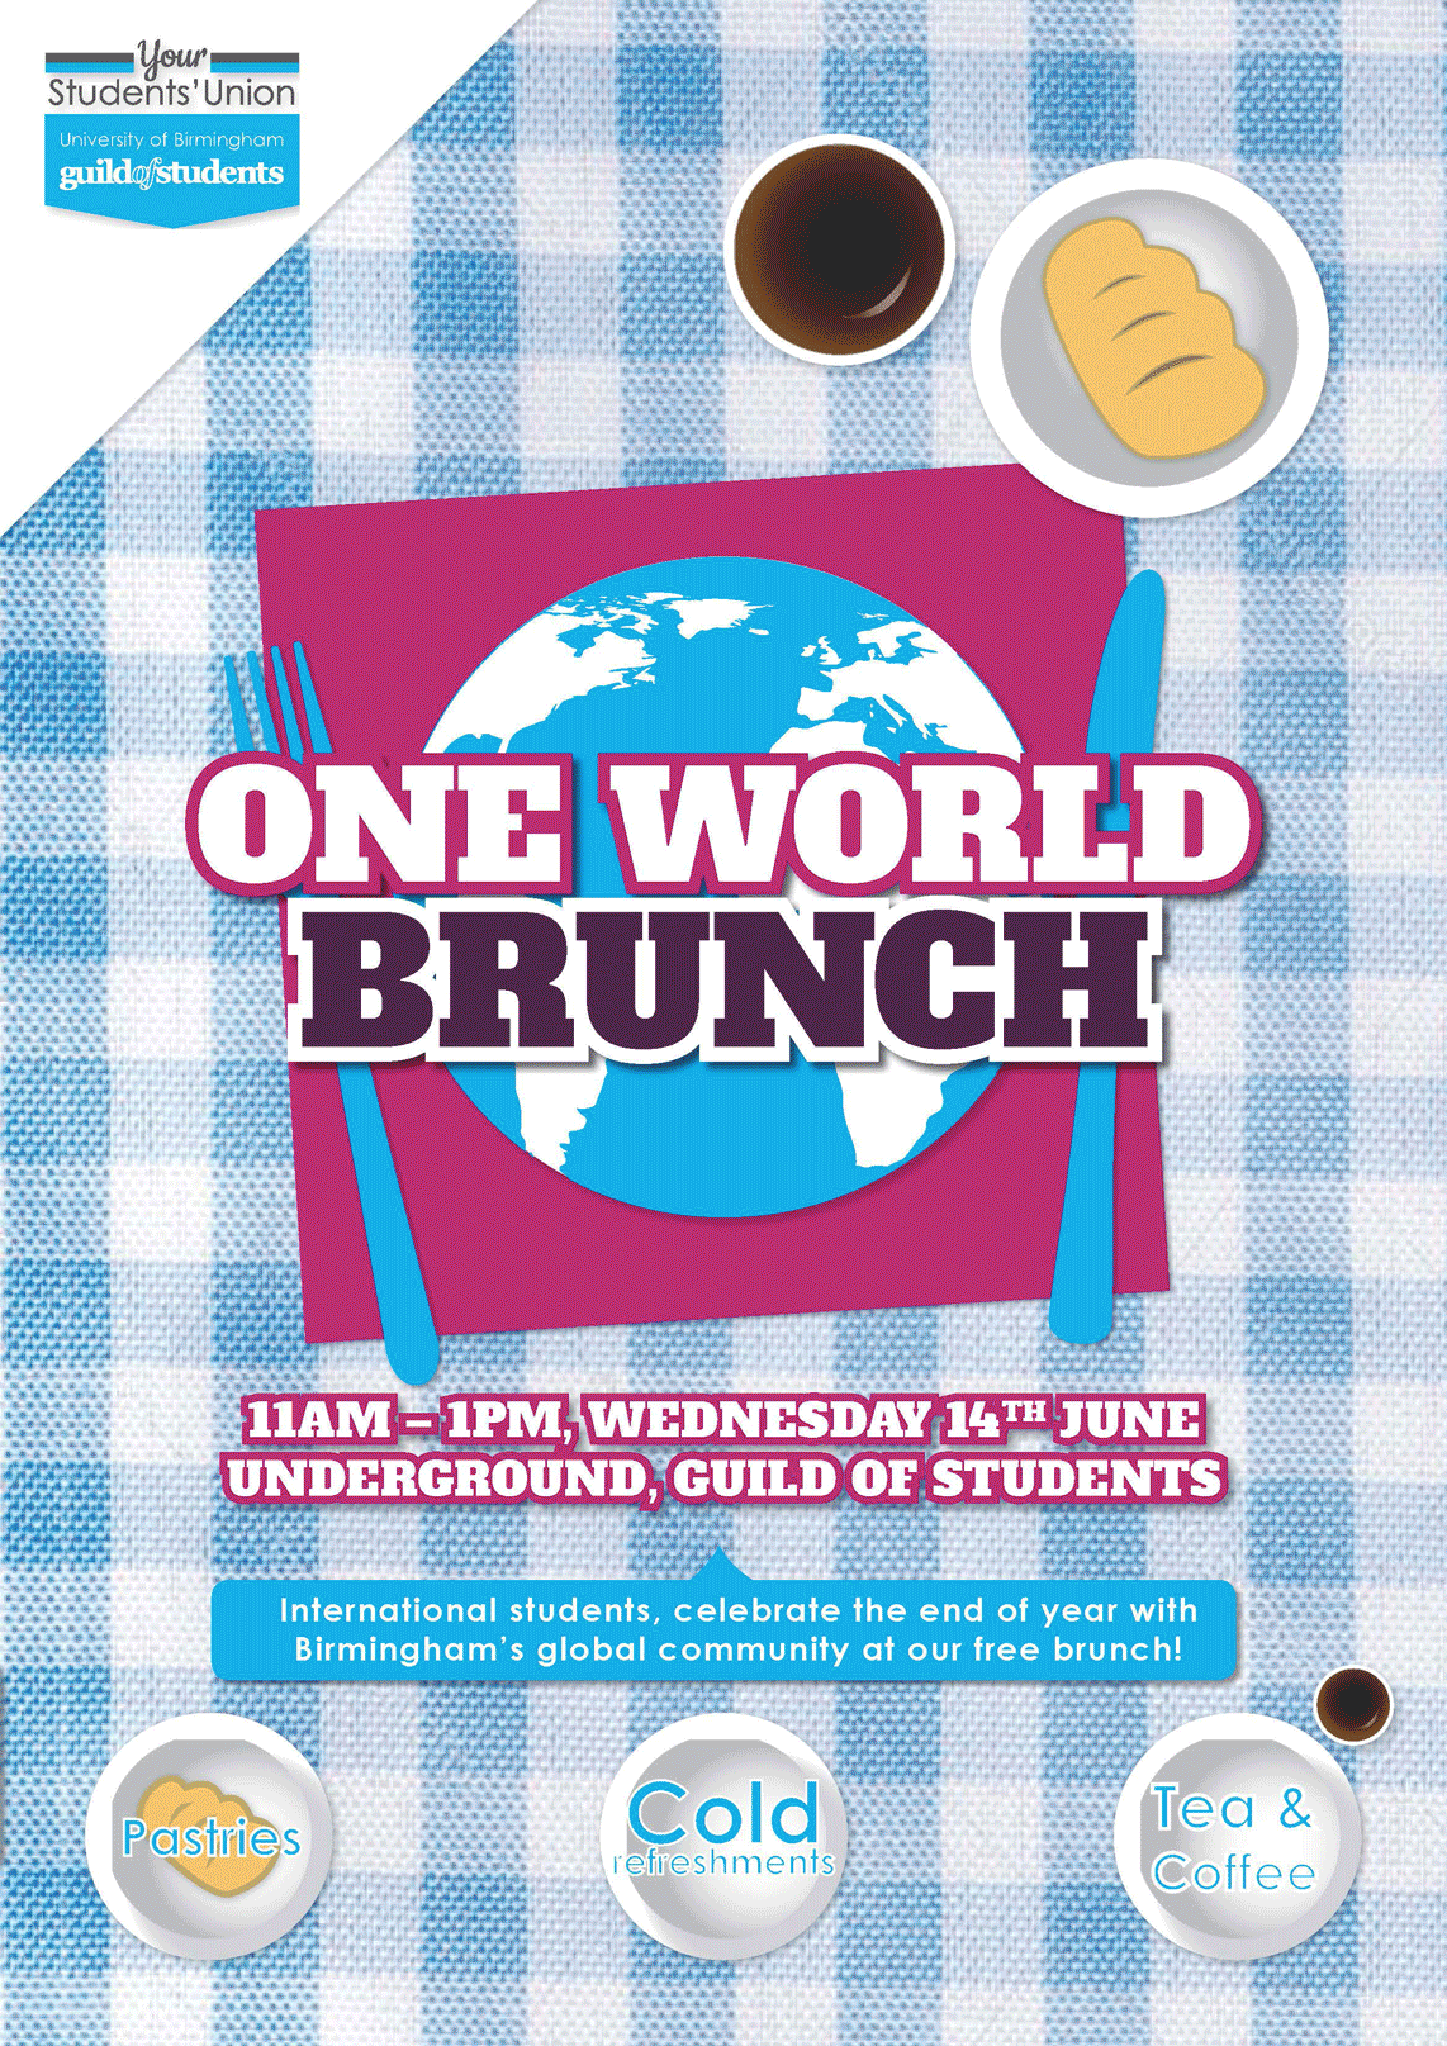 Your
Students' Union
University of Birmingham
guild of students
ONE WORLD
BRUNCH
11AM – 1PM, WEDNESDAY 14TH JUNE
UNDERGROUND, GUILD OF STUDENTS
International students, celebrate the end of year with
Birmingham's global community at our free brunch!
Pastries
Cold
refreshments
Tea &
Coffee